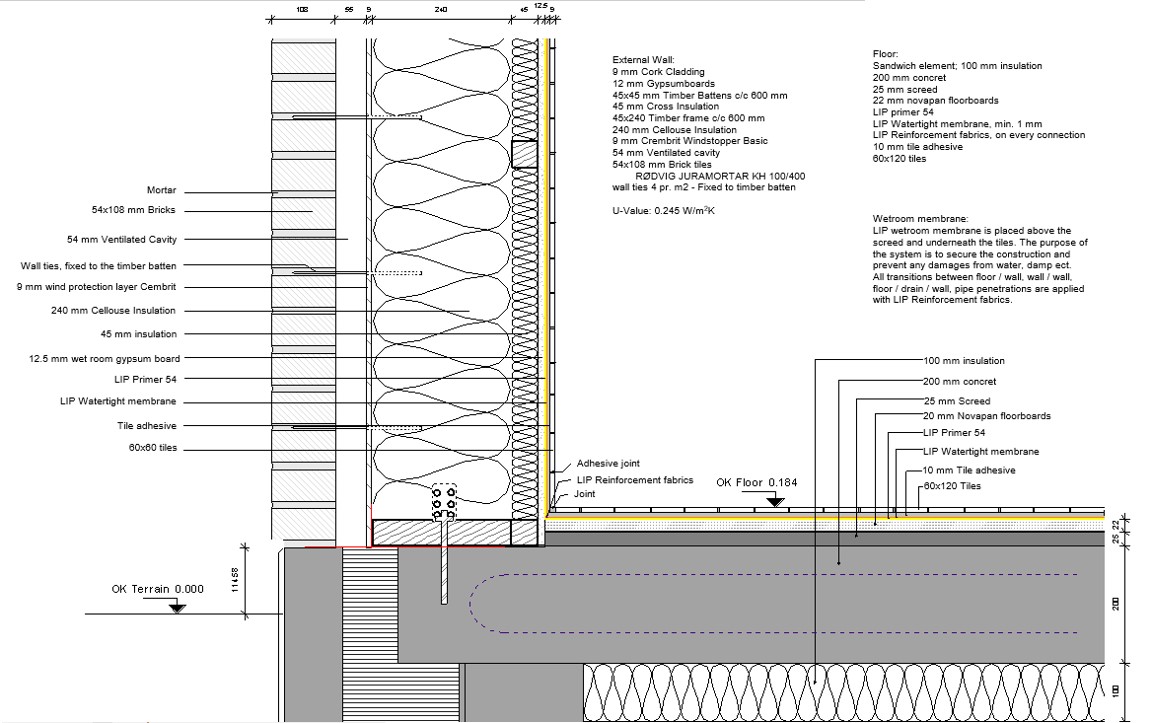 108
55
9
240
45
12.5
9
External Wall:
9 mm Cork Cladding
12 mm Gypsumboards
45x45 mm Timber Battens c/c 600 mm
45 mm Cross Insulation
45x240 Timber frame c/c 600 mm
240 mm Cellouse Insulation
9 mm Crembrit Windstopper Basic
54 mm Ventilated cavity
54x108 mm Brick tiles
RØDVIG JURAMORTAR KH 100/400
wall ties 4 pr. m2 - Fixed to timber batten
U-Value: 0.245 W/m²K
Floor:
Sandwich element; 100 mm insulation
200 mm concret
25 mm screed
22 mm novapan floorboards
LIP primer 54
LIP Watertight membrane, min. 1 mm
LIP Reinforcement fabrics, on every connection
10 mm tile adhesive
60x120 tiles
Wetroom membrane:
LIP wetroom membrane is placed above the
screed and underneath the tiles. The purpose of
the system is to secure the construction and
prevent any damages from water, damp ect.
All transitions between floor / wall, wall / wall,
floor / drain / wall, pipe penetrations are applied
with LIP Reinforcement fabrics.
Mortar
54x108 mm Bricks
54 mm Ventilated Cavity
Wall ties, fixed to the timber batten
9 mm wind protection layer Cembrit
240 mm Cellouse Insulation
45 mm insulation
12.5 mm wet room gypsum board
LIP Primer 54
LIP Watertight membrane
Tile adhesive
60x60 tiles
Adhesive joint
LIP Reinforcement fabrics
Joint
OK Floor 0.184
100 mm insulation
200 mm concret
25 mm Screed
20 mm Novapan floorboards
LIP Primer 54
LIP Watertight membrane
10 mm Tile adhesive
60x120 Tiles
22
25
200
100
OK Terrain 0.000
114.58